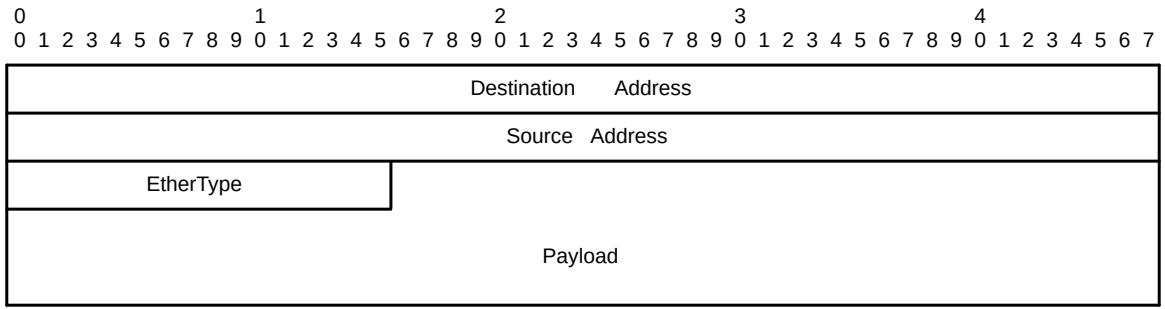 0 1 2 3 4
0 1 2 3 4 5 6 7 8 9 0 1 2 3 4 5 6 7 8 9 0 1 2 3 4 5 6 7 8 9 0 1 2 3 4 5 6 7 8 9 0 1 2 3 4 5 6 7
Destination Address
Source Address
EtherType
Payload